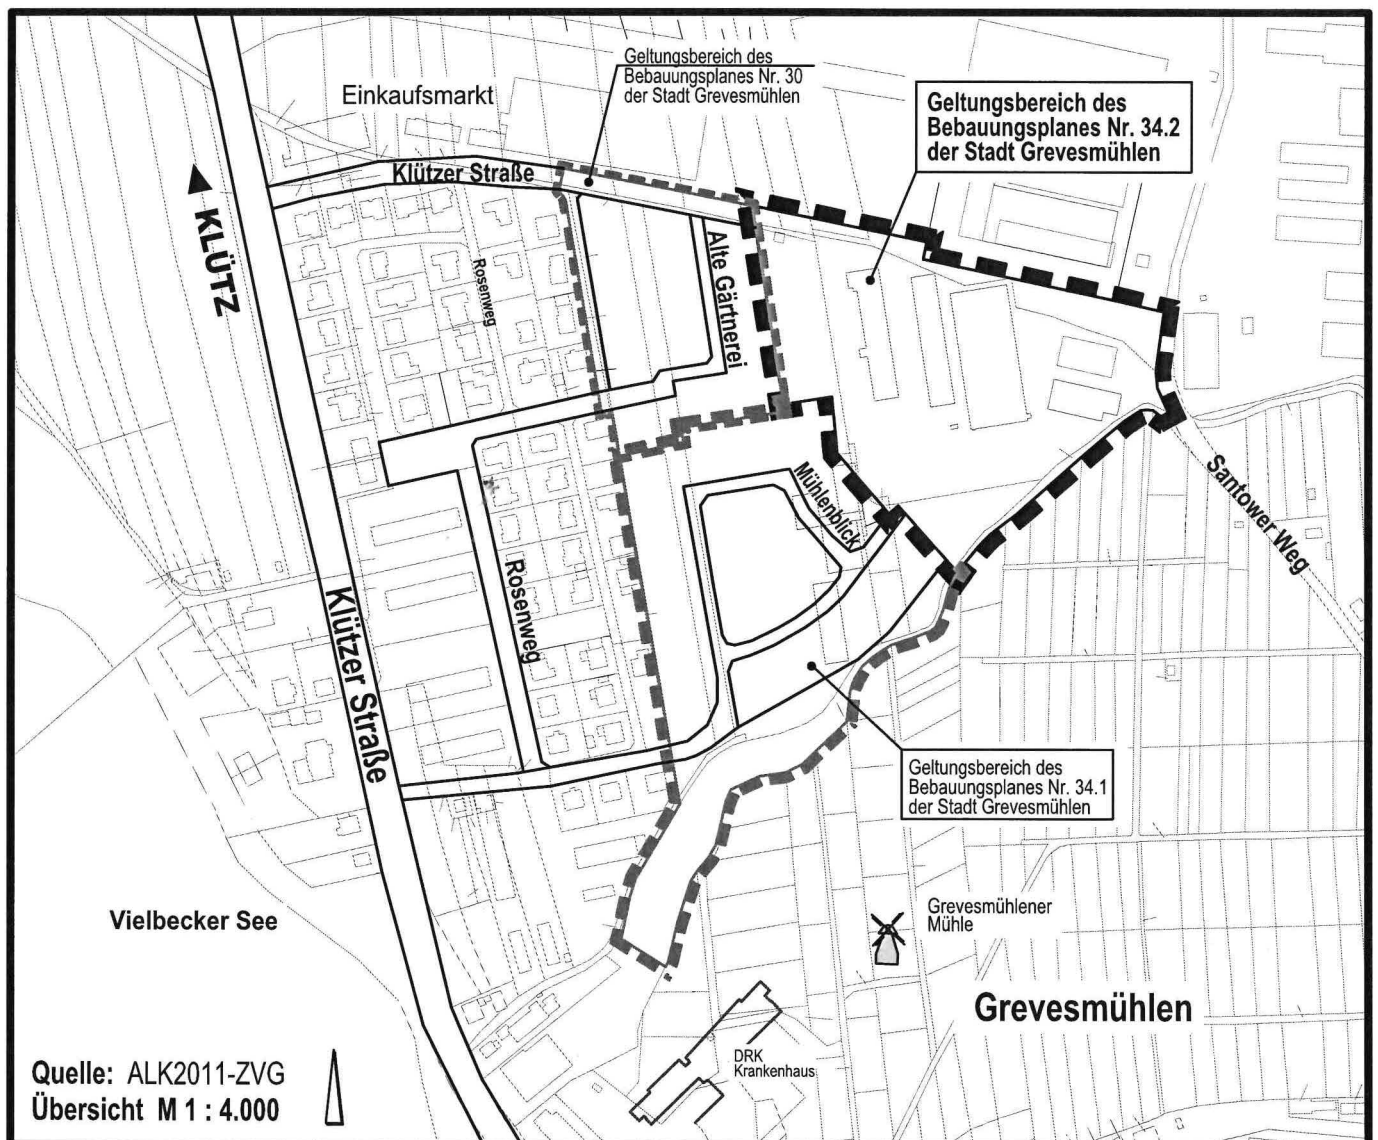 Geltungsbereich des
Bebauungsplanes Nr. 30
der Stadt Grevesmühlen
Einkaufsmarkt
Geltungsbereich des
Bebauungsplanes Nr. 34.2
der Stadt Grevesmühlen
Klützer Straße
KLÜTZ
Rosenweg
Alte Gärtnerei
Mühlenblick
Santower Weg
Rosenweg
Klützer Straße
Geltungsbereich des
Bebauungsplanes Nr. 34.1
der Stadt Grevesmühlen
Vielbecker See
Grevesmühlener
Mühle
Grevesmühlen
DRK
Krankenhaus
Quelle: ALK2011-ZVG
Übersicht M 1 : 4.000